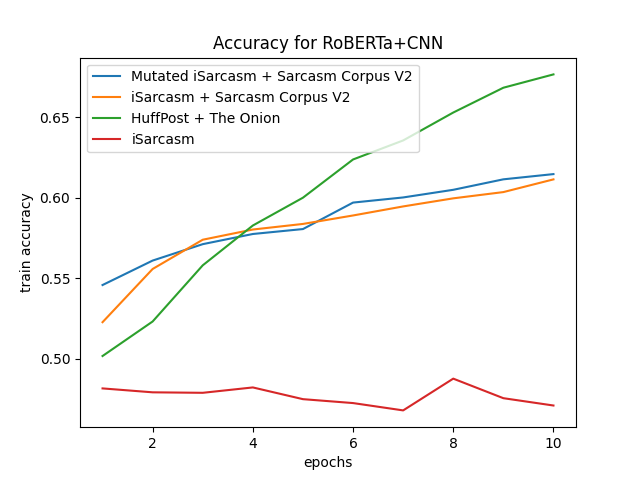 Accuracy for RoBERTa+CNN
Mutated iSarcasm + Sarcasm Corpus V2
iSarcasm + Sarcasm Corpus V2
HuffPost + The Onion
iSarcasm
train accuracy
0.65
0.60
0.55
0.50
2 4 6 8 10
epochs